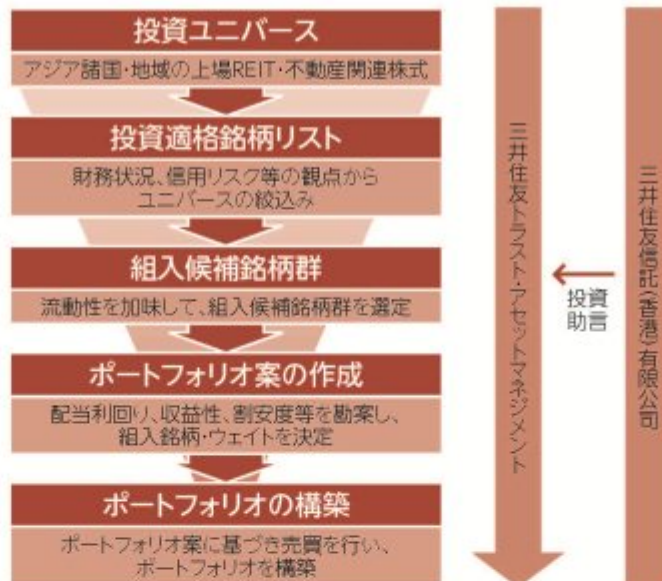 投資ユニバース
アジア諸国・地域の上場REIT・不動産関連株式
投資適格銘柄リスト
財務状況、信用リスク等の観点から
ユニバースの絞込み
組入候補銘柄群
流動性を加味して、組入候補銘柄群を選定
ポートフォリオ案の作成
配当利回り、収益性、割安度等を勘案し、
組入銘柄・ウェイトを決定
ポートフォリオの構築
ポートフォリオ案に基づき売買を行い、
ポートフォリオを構築
三井住友トラスト・アセットマネジメント
投資
助言
三井住友信託(香港)有限公司